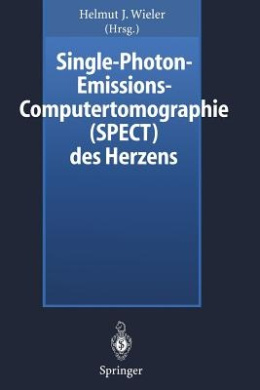 Helmut J. Wieler
(Hrsg.)
Single-Photon-
Emissions-
Computertomographie
(SPECT)
des Herzens
Springer